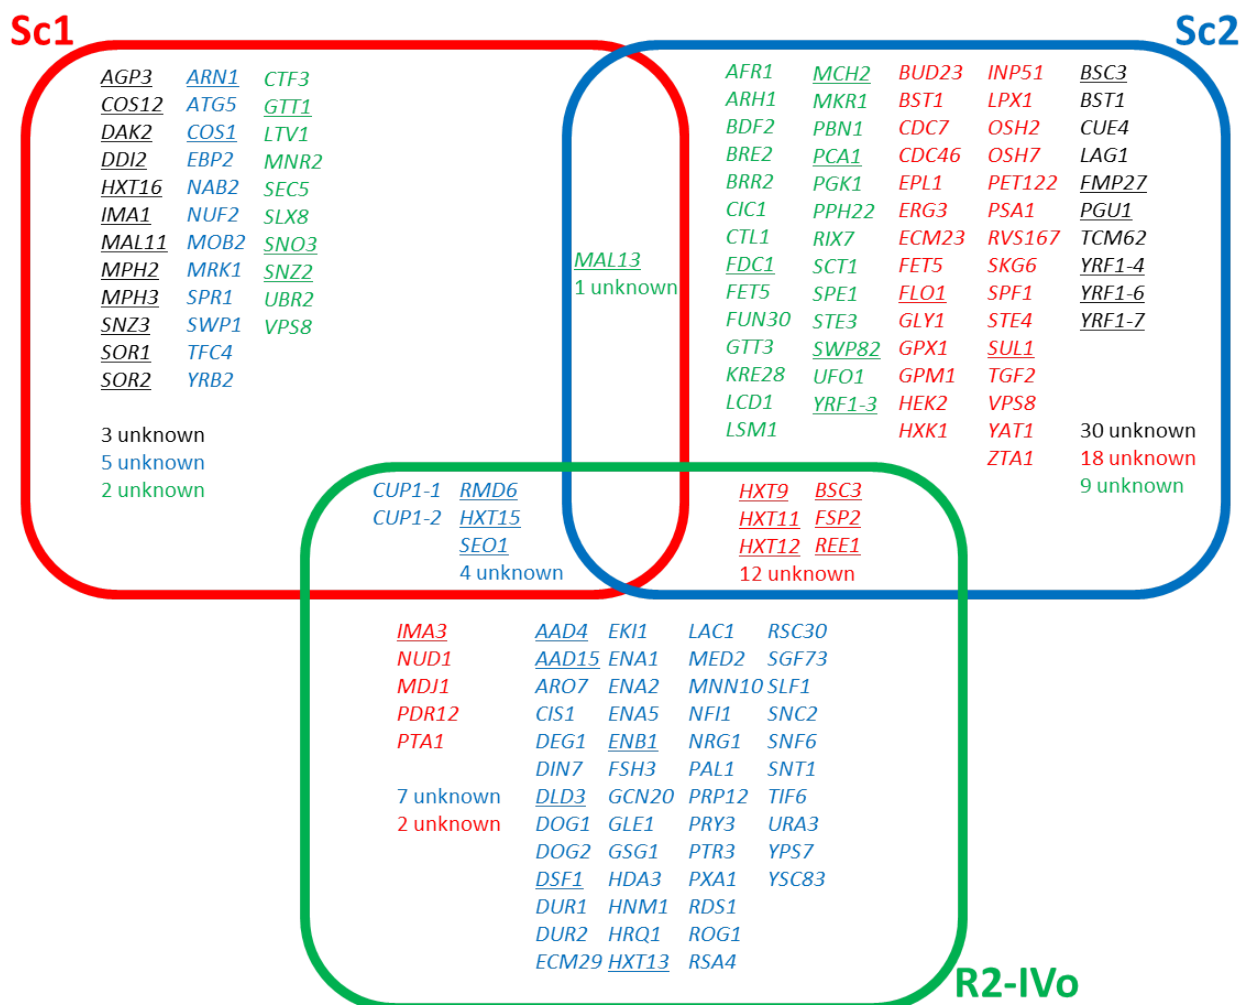 Sc1
Sc2
AGP3
COS12
DAK2
DDI2
HXT16
IMA1
MAL11
MPH2
MPH3
SNZ3
SOR1
SOR2
ARN1
ATG5
COS1
EBP2
NAB2
NUF2
MOB2
MRK1
SPR1
SWP1
TFC4
YRB2
CTF3
GTT1
LTV1
MNR2
SEC5
SLX8
SNO3
SNZ2
UBR2
VPS8
3 unknown
5 unknown
2 unknown
MAL13
1 unknown
AFR1
ARH1
BDF2
BRE2
BRR2
CIC1
CTL1
FDC1
FET5
FUN30
GTT3
KRE28
LCD1
LSM1
MCH2
MKR1
PBN1
PCA1
PGK1
PPH22
RIX7
SCT1
SPE1
STE3
SWP82
UFO1
YRF1-3
BUD23
BST1
CDC7
CDC46
EPL1
ERG3
ECM23
FET5
FLO1
GLY1
GPX1
GPM1
HEK2
HXK1
INP51
LPX1
OSH2
OSH7
PET122
PSA1
RVS167
SKG6
SPF1
STE4
SUL1
TGF2
VPS8
YAT1
ZTA1
BSC3
BST1
CUE4
LAG1
FMP27
PGU1
TCM62
YRF1-4
YRF1-6
YRF1-7
30 unknown
18 unknown
9 unknown
CUP1-1
CUP1-2
RMD6
HXT15
SEO1
4 unknown
HXT9
HXT11
HXT12
BSC3
FSP2
REE1
12 unknown
IMA3
NUD1
MDJ1
PDR12
PTA1
7 unknown
2 unknown
AAD4
AAD15
ARO7
CIS1
DEG1
DIN7
DLD3
DOG1
DOG2
DSF1
DUR1
DUR2
ECM29
EKI1
ENA1
ENA2
ENA5
ENB1
FSH3
GCN20
GLE1
GSG1
HDA3
HNM1
HRQ1
HXT13
LAC1
MED2
MNN10
NFI1
NRG1
PAL1
PRP12
PRY3
PTR3
PXA1
RDS1
ROG1
RSA4
RSC30
SGF73
SLF1
SNC2
SNF6
SNT1
TIF6
URA3
YPS7
YSC83
R2-IVo